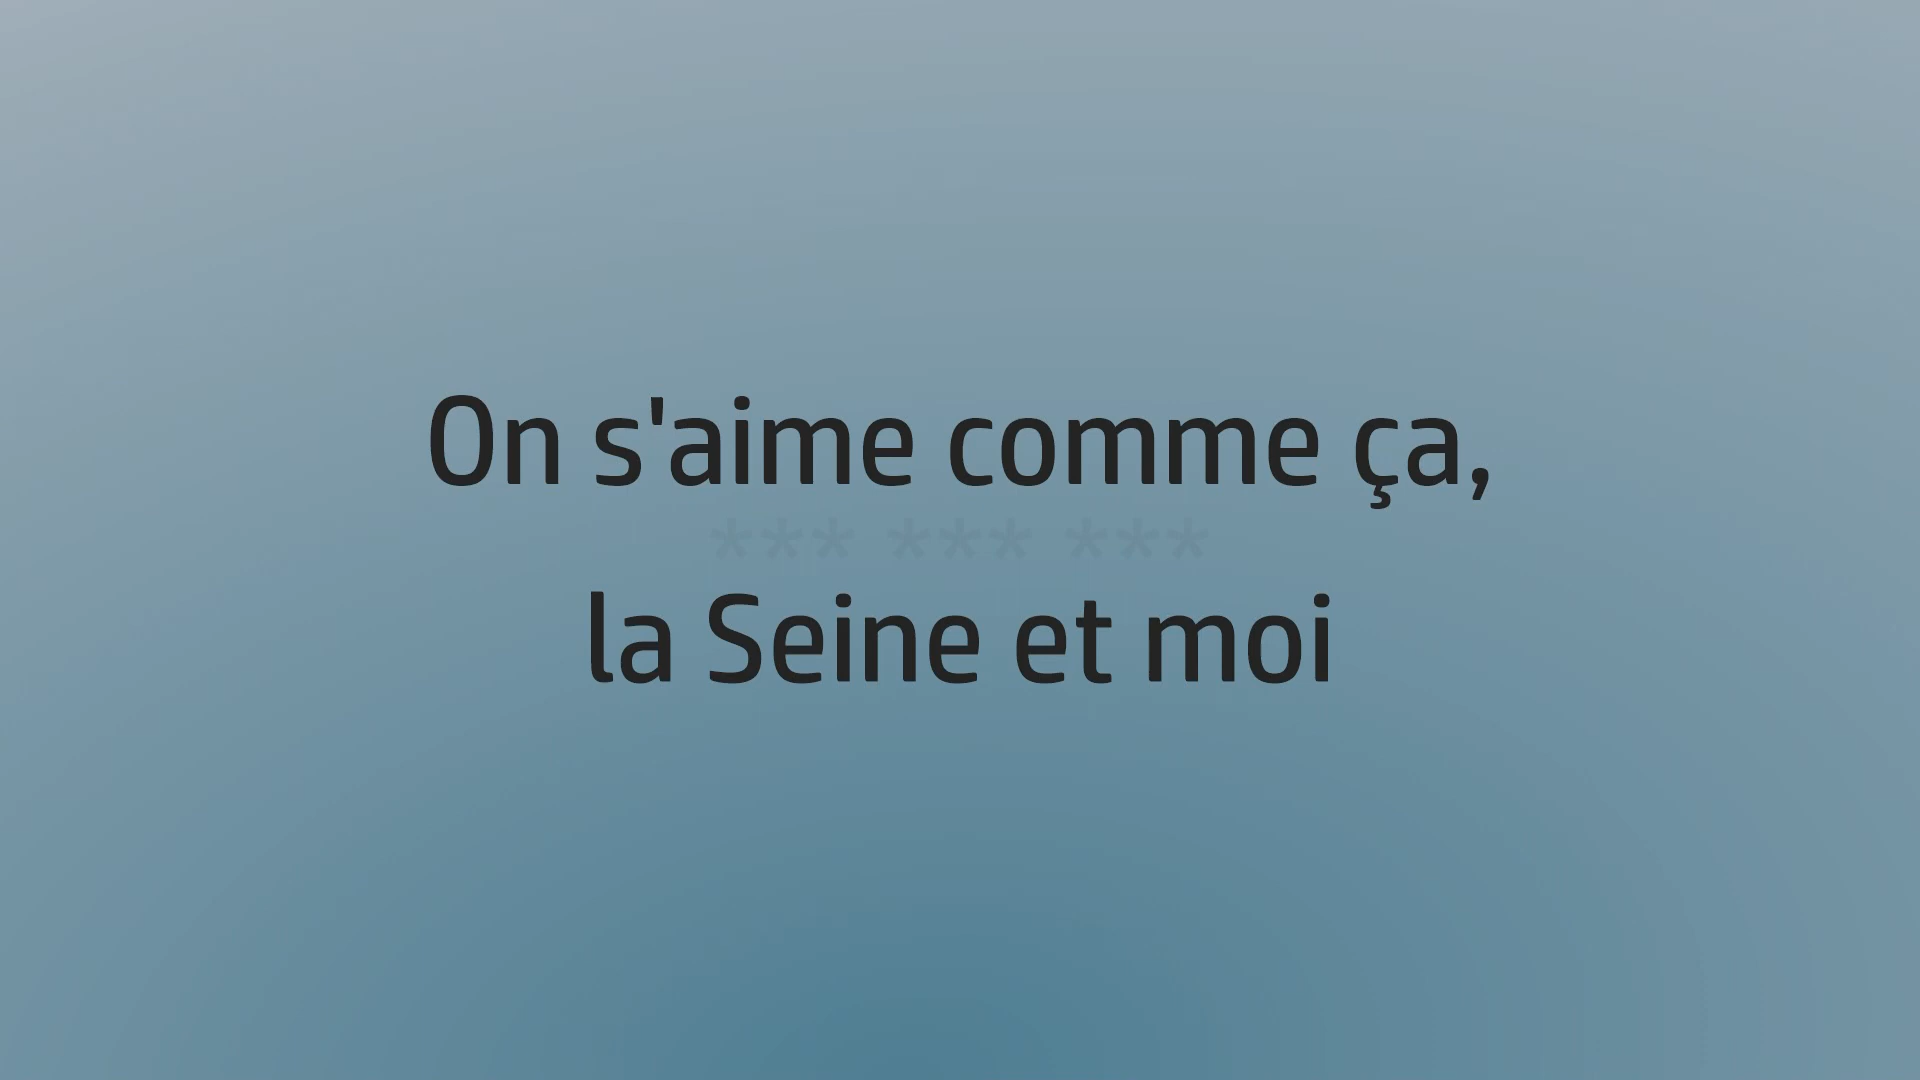 On s'aime comme ça,
*** *** ***
la Seine et moi